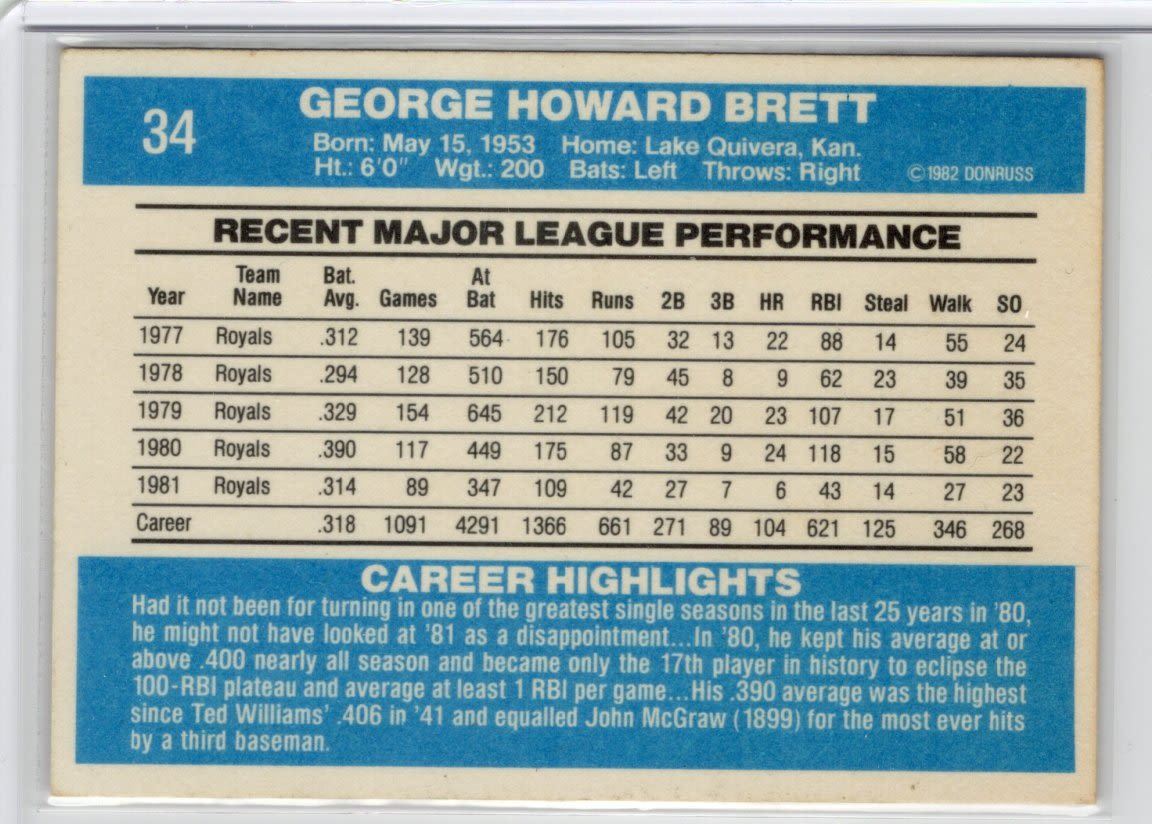 34
GEORGE HOWARD BRETT
Born: May 15, 1953 Home: Lake Quivera, Kan.
Ht.: 6'0" Wgt.: 200 Bats: Left Throws: Right ©1982 DONRUSS
RECENT MAJOR LEAGUE PERFORMANCE
Year Team Name Bat. Avg. Games At Bat Hits Runs 2B 3B HR RBI Steal Walk SO
1977 Royals .312 139 564 176 105 32 13 22 88 14 55 24
1978 Royals .294 128 510 150 79 45 8 9 62 23 39 35
1979 Royals .329 154 645 212 119 42 20 23 107 17 51 36
1980 Royals .390 117 449 175 87 33 9 24 118 15 58 22
1981 Royals .314 89 347 109 42 27 7 6 43 14 27 23
Career .318 1091 4291 1366 661 271 89 104 621 125 346 268
CAREER HIGHLIGHTS
Had it not been for turning in one of the greatest single seasons in the last 25 years in '80,
he might not have looked at '81 as a disappointment...In '80, he kept his average at or
above .400 nearly all season and became only the 17th player in history to eclipse the
100-RBI plateau and average at least 1 RBI per game...His .390 average was the highest
since Ted Williams' .406 in '41 and equalled John McGraw (1899) for the most ever hits
by a third baseman.